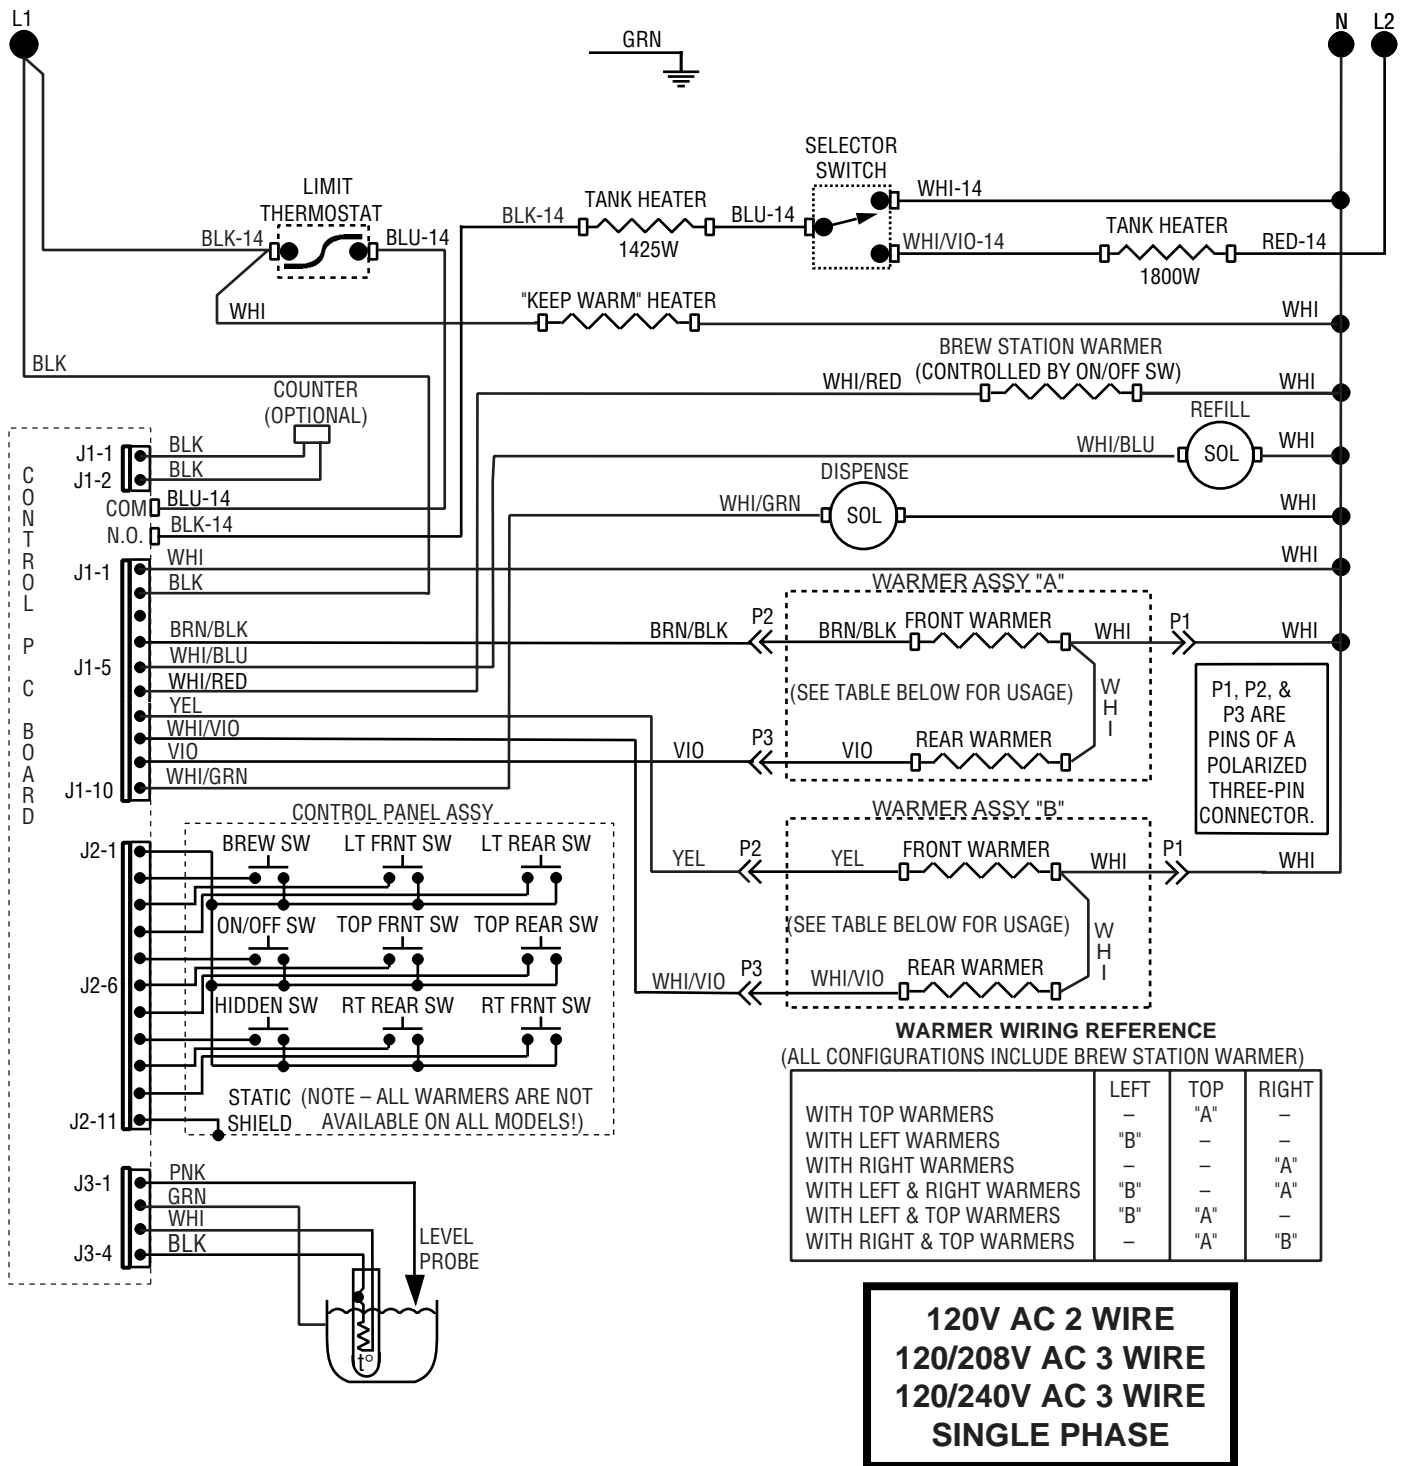 L1
N L2
GRN
SELECTOR
SWITCH
LIMIT
THERMOSTAT
BLK-14
BLU-14
BLK-14
TANK HEATER
1425W
BLU-14
WHI-14
WHI/VIO-14
TANK HEATER
1800W
RED-14
WHI
"KEEP WARM" HEATER
WHI
BLK
BREW STATION WARMER
(CONTROLLED BY ON/OFF SW)
WHI/RED
WHI
COUNTER
(OPTIONAL)
REFILL
WHI/BLU
SOL
WHI
DISPENSE
WHI/GRN
SOL
WHI
CONTROL PC BOARD
J1-1
BLK
J1-2
BLK
COM
BLU-14
N.O.
BLK-14
WHI
WHI
J1-1
BLK
BRN/BLK
J1-5
WHI/BLU
WHI/RED
YEL
WHI/VIO
VIO
J1-10
WHI/GRN
WARMER ASSY "A"
BRN/BLK
P2
BRN/BLK
FRONT WARMER
WHI
P1
WHI
(SEE TABLE BELOW FOR USAGE)
WHI
VIO
P3
VIO
REAR WARMER
P1, P2, &
P3 ARE
PINS OF A
POLARIZED
THREE-PIN
CONNECTOR.
WARMER ASSY "B"
YEL
P2
YEL
FRONT WARMER
WHI
P1
WHI
(SEE TABLE BELOW FOR USAGE)
WHI
WHI/VIO
P3
WHI/VIO
REAR WARMER
CONTROL PANEL ASSY
J2-1
BREW SW LT FRNT SW LT REAR SW
ON/OFF SW TOP FRNT SW TOP REAR SW
J2-6
HIDDEN SW RT REAR SW RT FRNT SW
STATIC
SHIELD
(NOTE – ALL WARMERS ARE NOT
AVAILABLE ON ALL MODELS!)
J2-11
J3-1
PNK
GRN
WHI
J3-4
BLK
LEVEL
PROBE
t°
WARMER WIRING REFERENCE
(ALL CONFIGURATIONS INCLUDE BREW STATION WARMER)
LEFT TOP RIGHT
WITH TOP WARMERS – "A" –
WITH LEFT WARMERS "B" – –
WITH RIGHT WARMERS – – "A"
WITH LEFT & RIGHT WARMERS "B" – "A"
WITH LEFT & TOP WARMERS "B" "A" –
WITH RIGHT & TOP WARMERS – "A" "B"
120V AC 2 WIRE
120/208V AC 3 WIRE
120/240V AC 3 WIRE
SINGLE PHASE